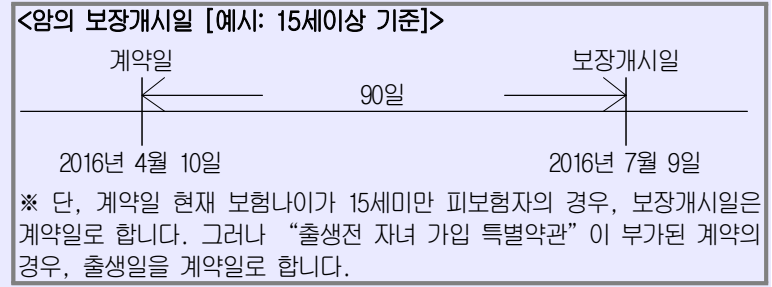 <암의 보장개시일 [예시: 15세이상 기준]>
계약일 보장개시일
90일
2016년 4월 10일 2016년 7월 9일
※ 단, 계약일 현재 보험나이가 15세미만 피보험자의 경우, 보장개시일은
계약일로 합니다. 그러나 “출생전 자녀 가입 특별약관”이 부가된 계약의
경우, 출생일을 계약일로 합니다.